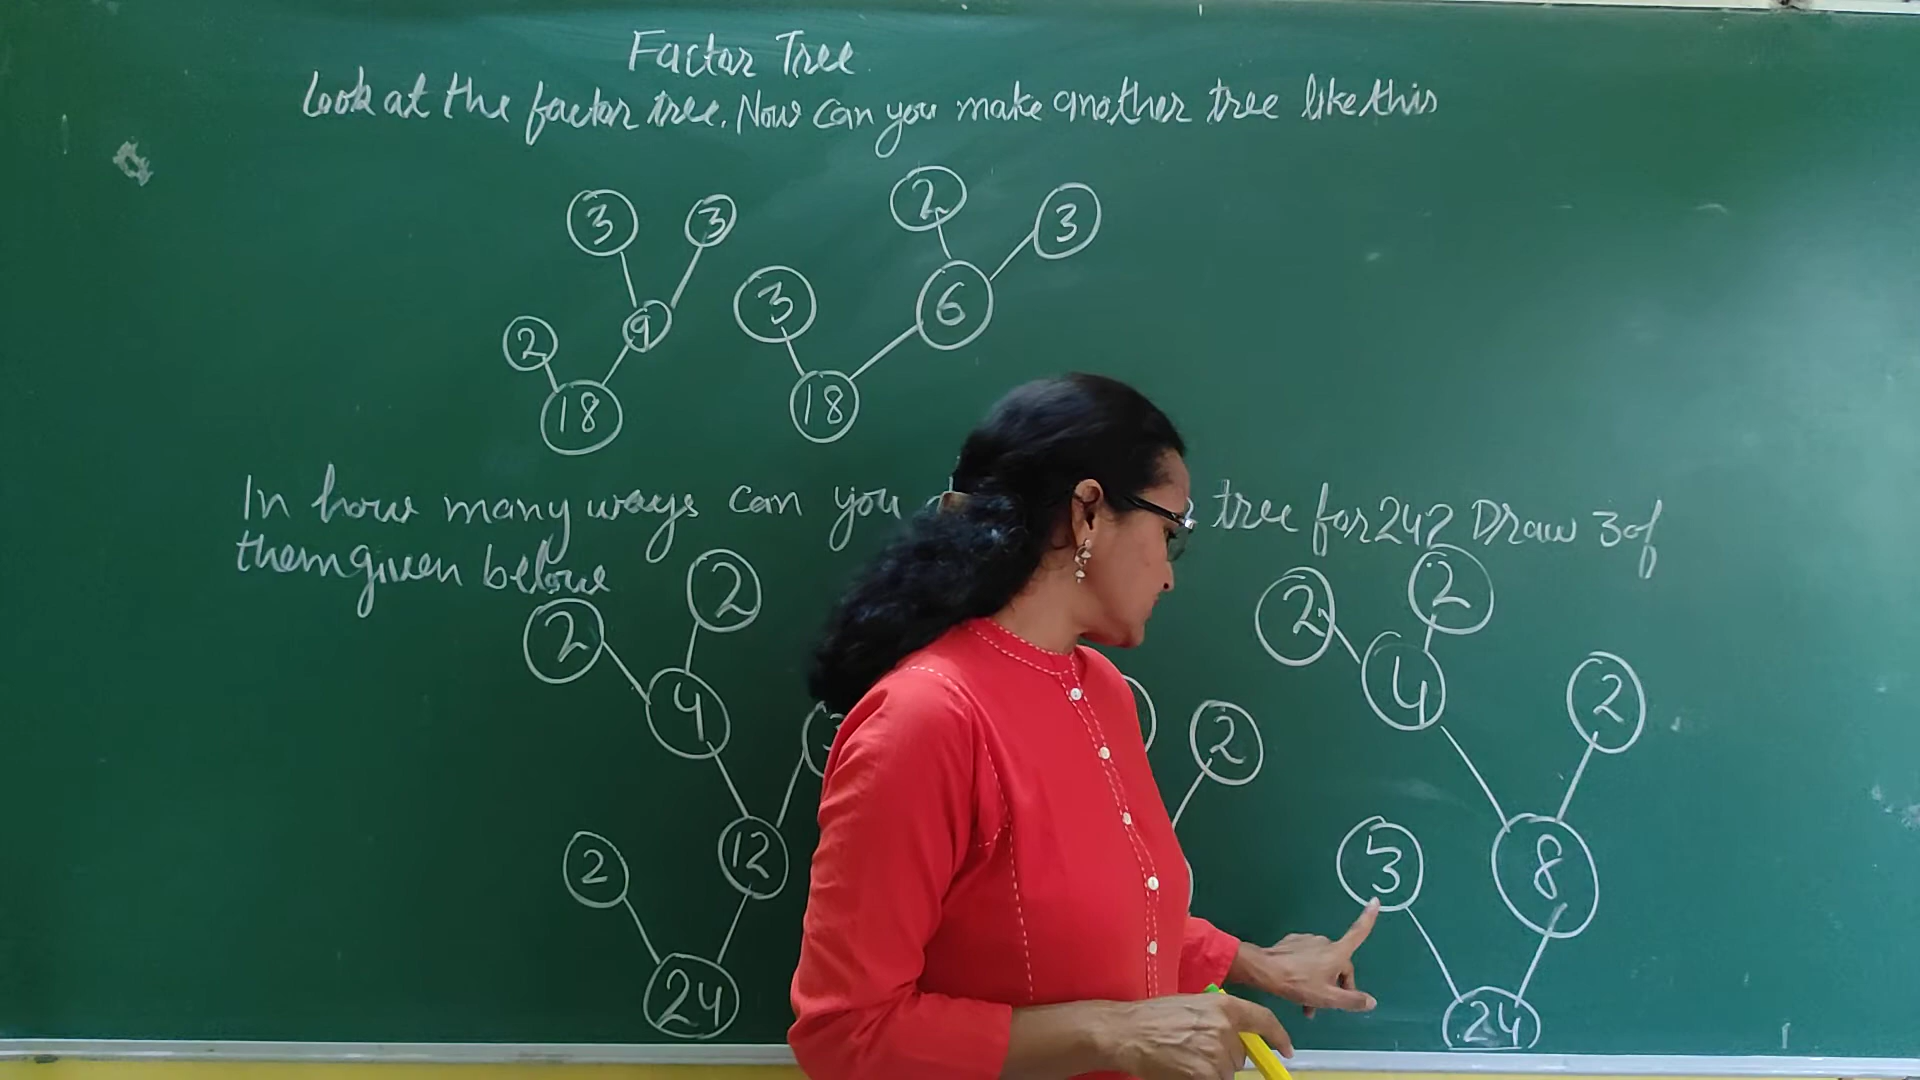 Factor Tree
Look at the factor tree. Now can you make another tree like this
2 3
3 3
3 6
2 9
18 18
In how many ways can you tree for 24? Draw 3 of
them given below
2 2 2 2
4 4 2 2
2 12 3 8
24 24